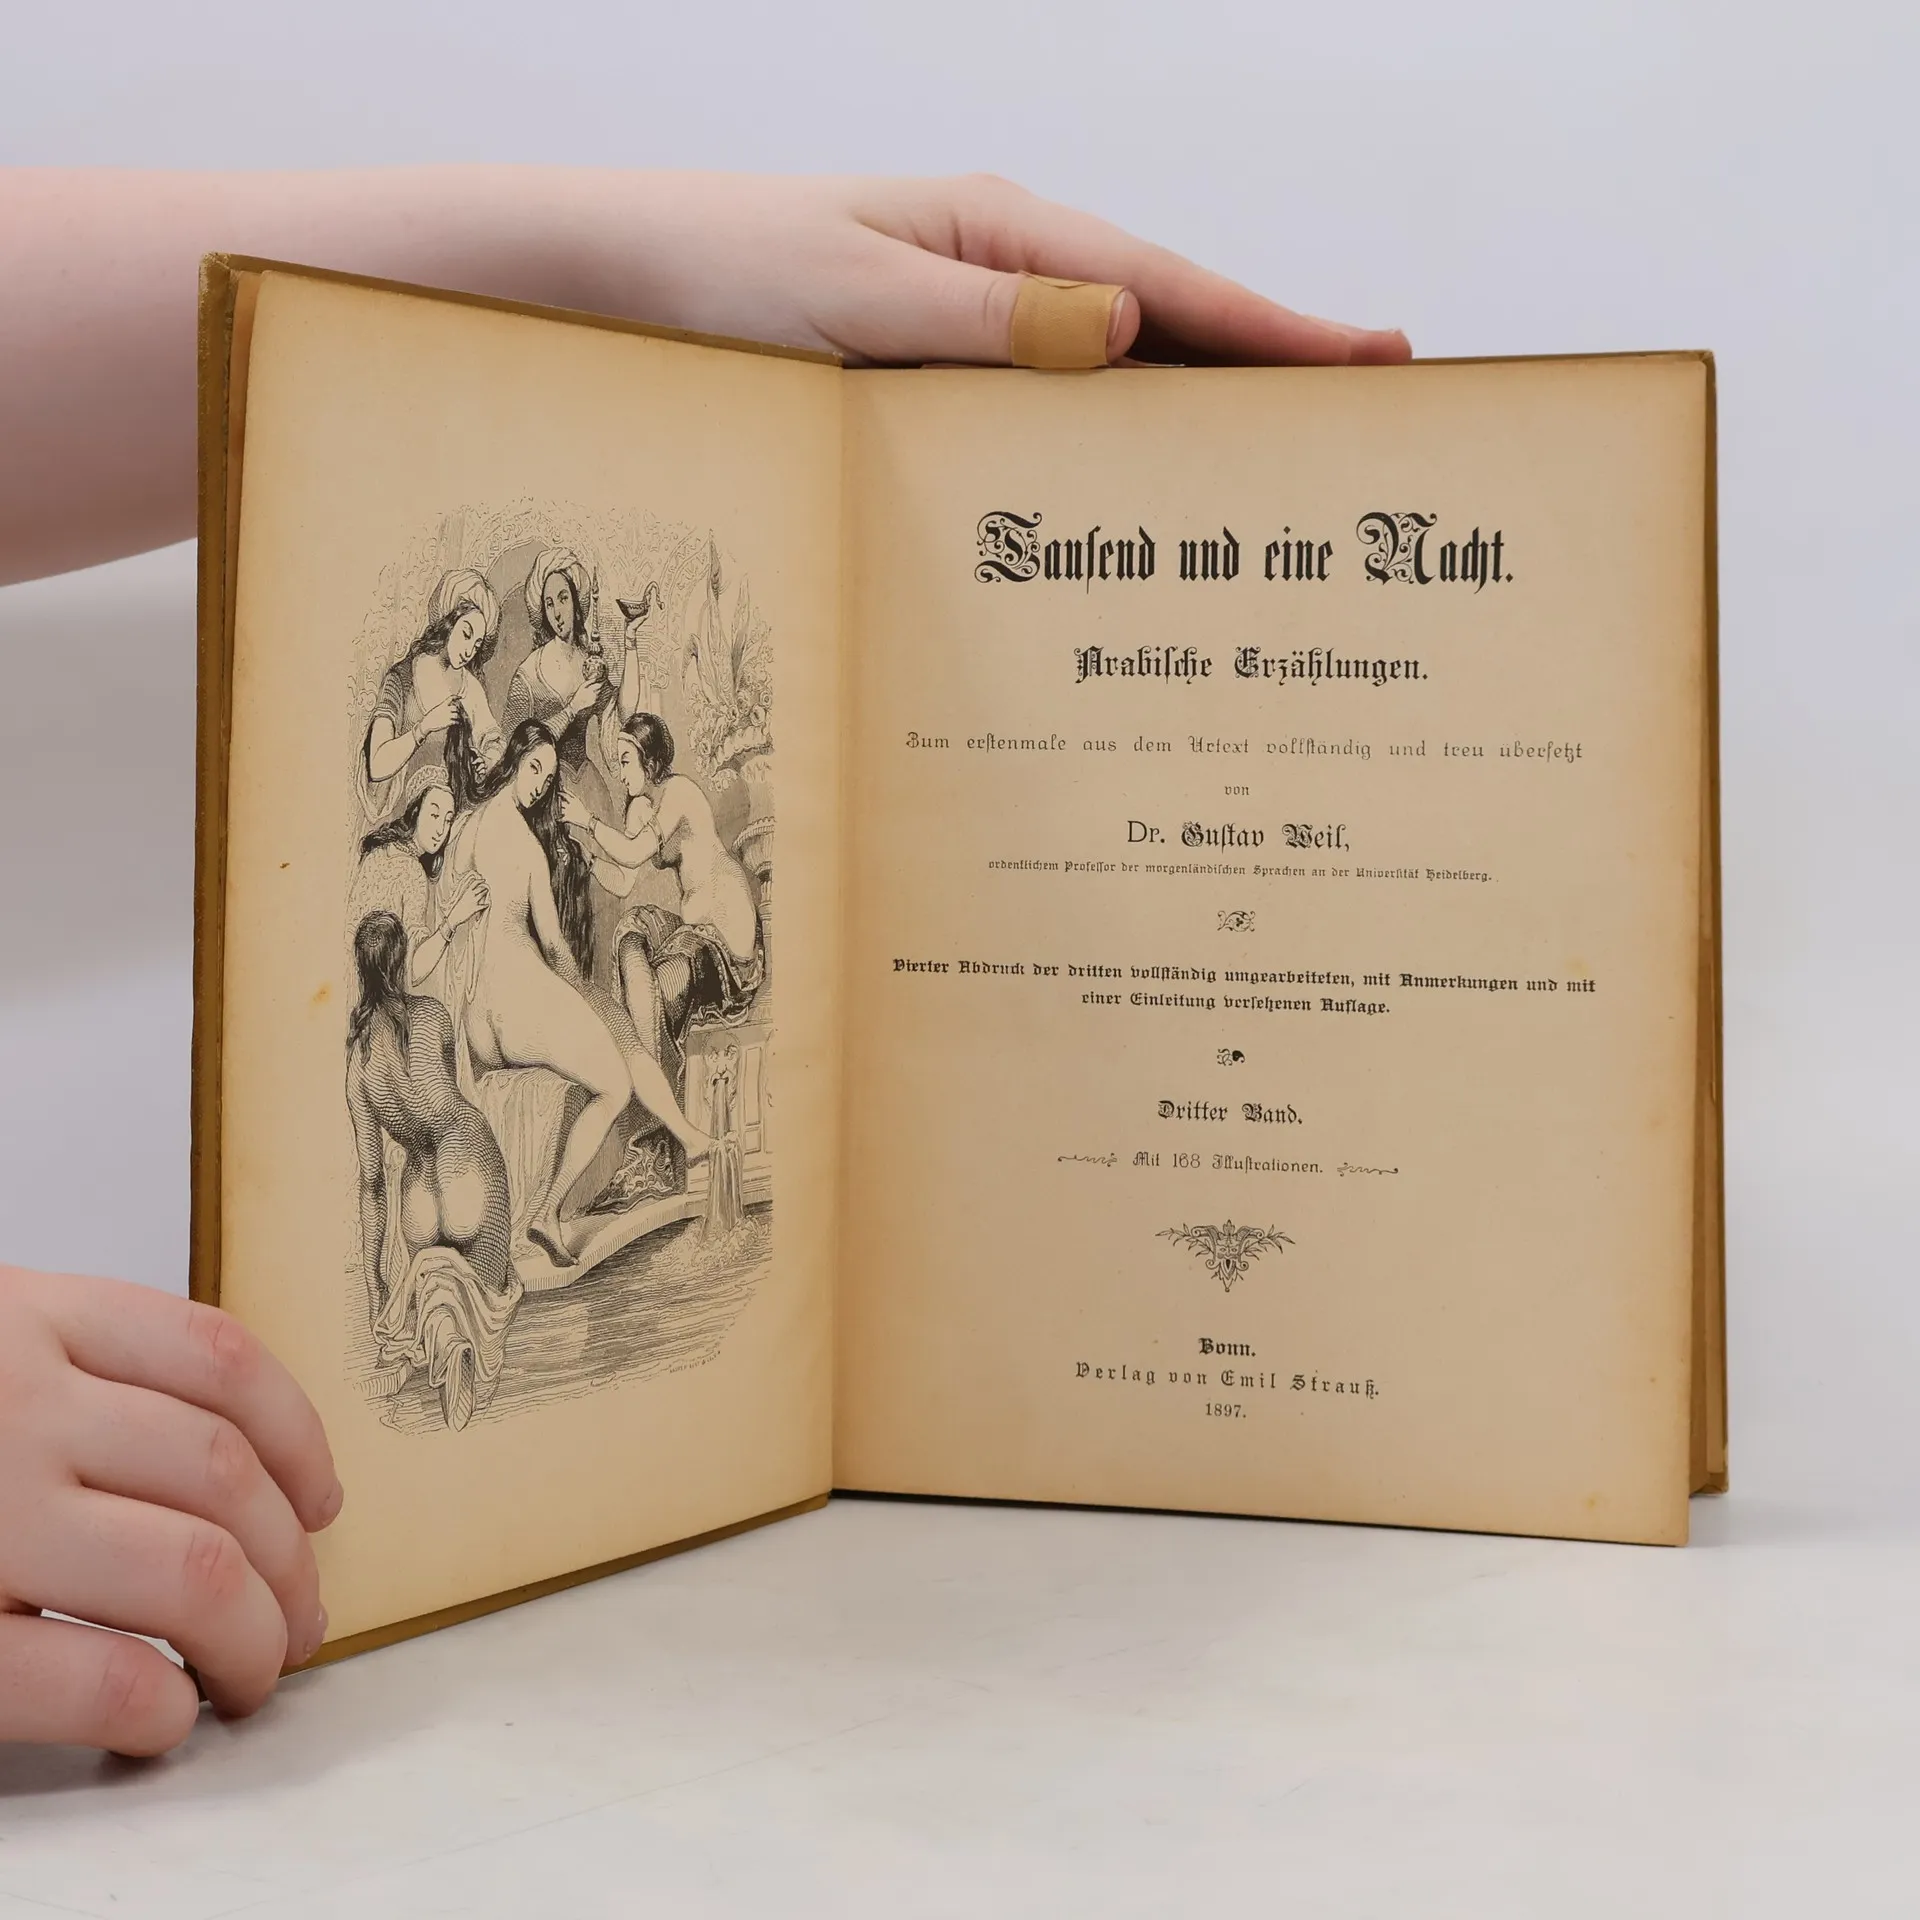 Tausend und eine Nacht.
Arabische Erzählungen.
Zum erstenmale aus dem Urtext vollständig und treu übersetzt
von
Dr. Gustav Weil,
ordentlichem Professor der morgenländischen Sprachen an der Universität Heidelberg.
Vierter Abdruck der dritten vollständig umgearbeiteten, mit Anmerkungen und mit
einer Einleitung versehenen Auflage.
Dritter Band.
Mit 168 Illustrationen.
Bonn.
Verlag von Emil Strauß.
1897.